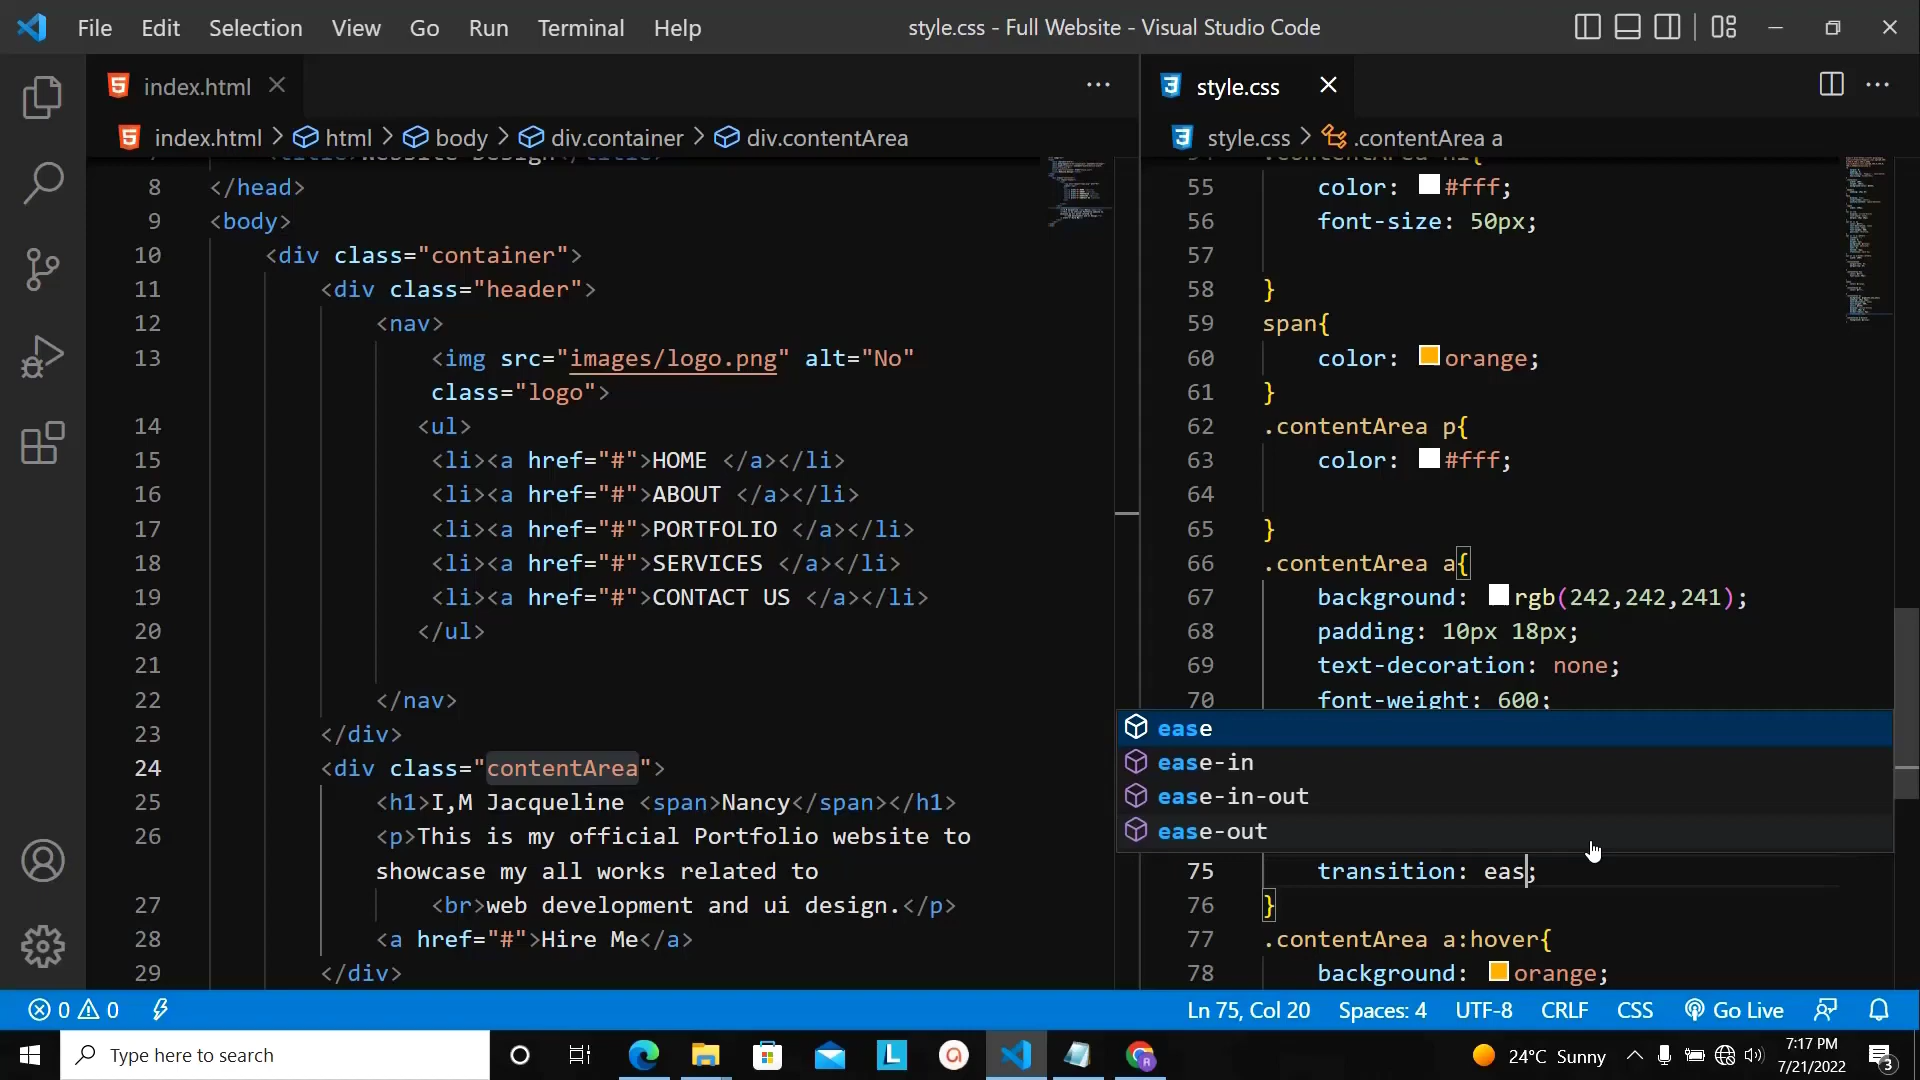 File Edit Selection View Go Run Terminal Help
style.css - Full Website - Visual Studio Code
index.html
index.html > html > body > div.container > div.contentArea
8 </head>
9 <body>
10 <div class="container">
11 <div class="header">
12 <nav>
13 <img src="images/logo.png" alt="No"
class="logo">
14 <ul>
15 <li><a href="#">HOME </a></li>
16 <li><a href="#">ABOUT </a></li>
17 <li><a href="#">PORTFOLIO </a></li>
18 <li><a href="#">SERVICES </a></li>
19 <li><a href="#">CONTACT US </a></li>
20 </ul>
21
22 </nav>
23 </div>
24 <div class="contentArea">
25 <h1>I,M Jacqueline <span>Nancy</span></h1>
26 <p>This is my official Portfolio website to
showcase my all works related to
27 <br>web development and ui design.</p>
28 <a href="#">Hire Me</a>
29 </div>
style.css
style.css > .contentArea a
55 color: #fff;
56 font-size: 50px;
57
58 }
59 span{
60 color: orange;
61 }
62 .contentArea p{
63 color: #fff;
64
65 }
66 .contentArea a{
67 background: rgb(242,242,241);
68 padding: 10px 18px;
69 text-decoration: none;
70 font-weight: 600;
ease
ease-in
ease-in-out
ease-out
75 transition: eas;
76 }
77 .contentArea a:hover{
78 background: orange;
0 0
Ln 75, Col 20 Spaces: 4 UTF-8 CRLF CSS Go Live
Type here to search
24°C Sunny
7:17 PM
7/21/2022
3